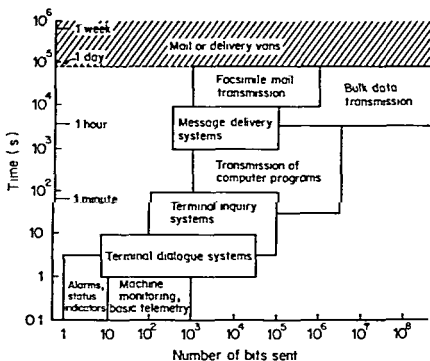 10^6
1 week
Mail or delivery vans
10^5
1 day
Facsimile mail
transmission
Bulk data
transmission
10^4
1 hour
Message delivery
systems
10^3
Transmission of
computer programs
10^2
1 minute
Terminal inquiry
systems
10
Terminal dialogue systems
1
Alarms,
status
indicators
Machine
monitoring,
basic telemetry
0 1
Time (s)
1 10 10^2 10^3 10^4 10^5 10^6 10^7 10^8
Number of bits sent